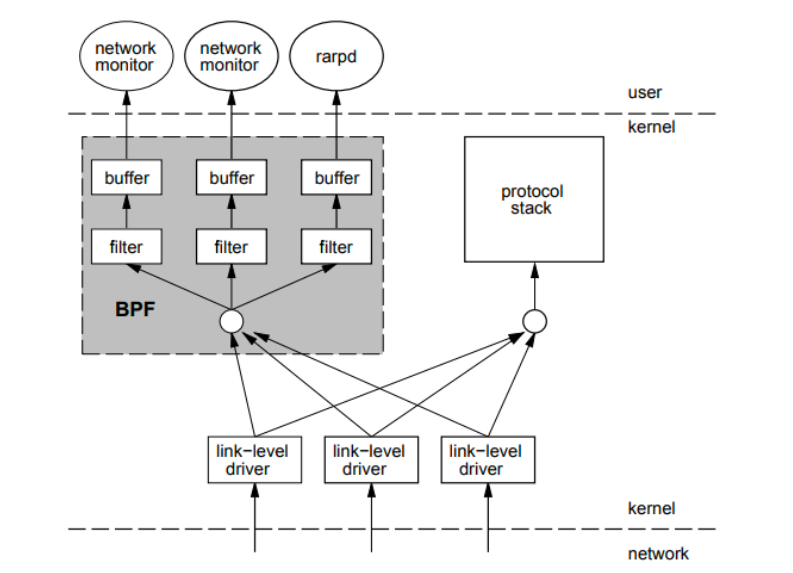 network
monitor
network
monitor
rarpd
user
kernel
buffer
buffer
buffer
protocol
stack
filter
filter
filter
BPF
link-level
driver
link-level
driver
link-level
driver
kernel
network